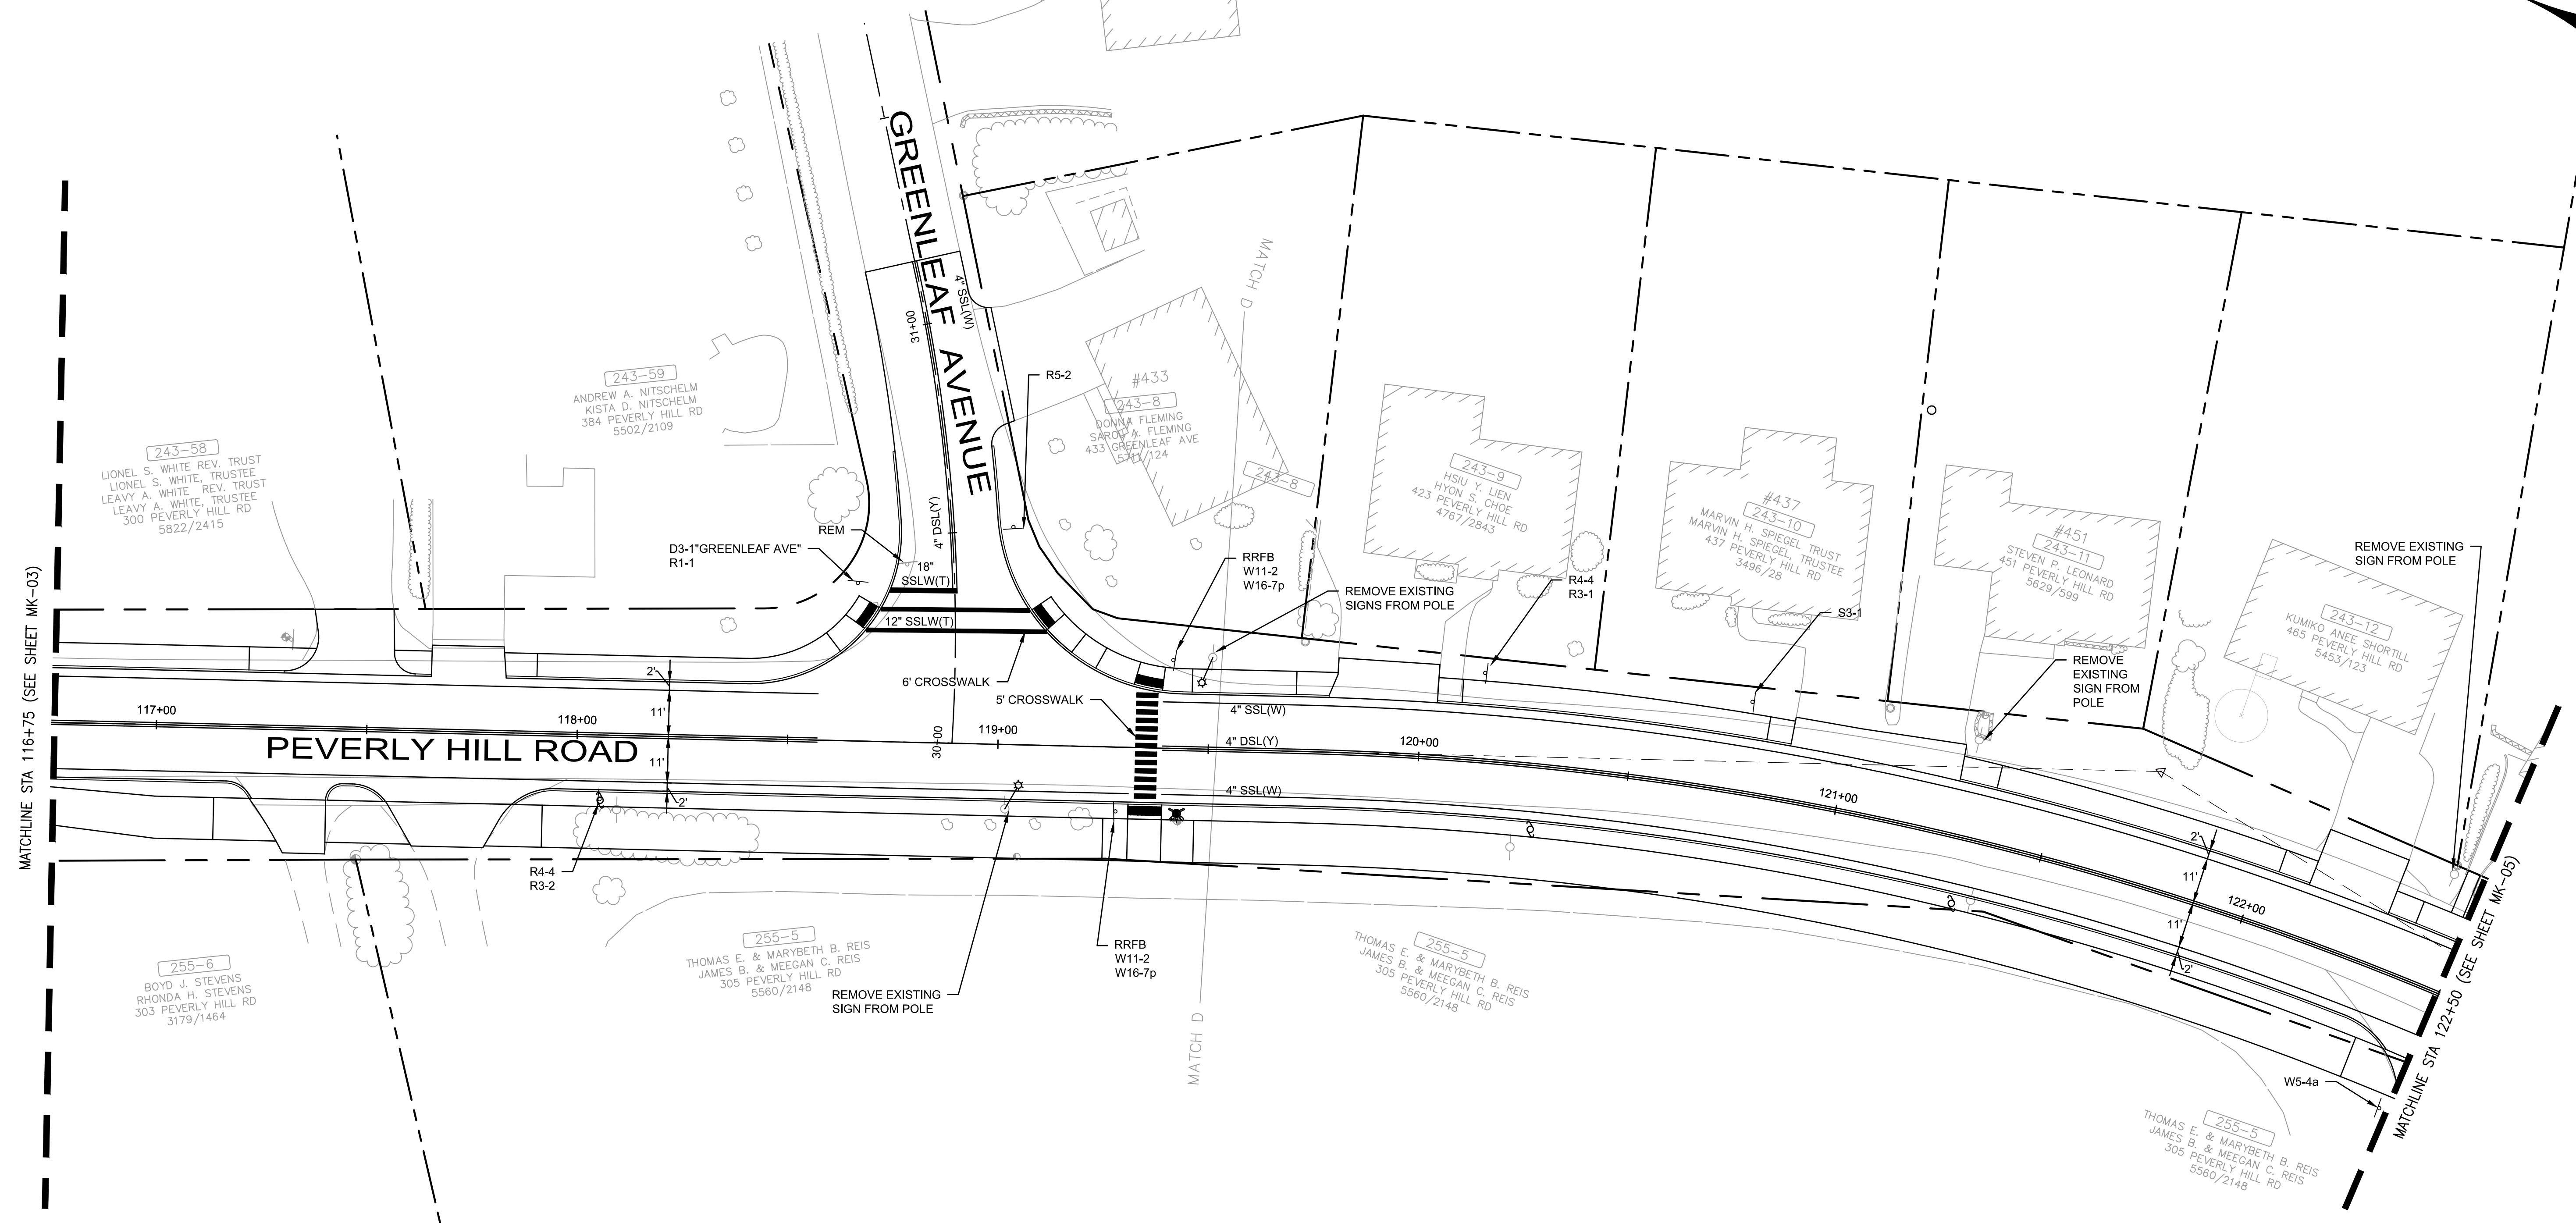 MATCHLINE STA 116+75 (SEE SHEET MK-03)
243-58
LIONEL S. WHITE REV. TRUST
LIONEL S. WHITE, TRUSTEE
LEAVY A. WHITE REV. TRUST
LEAVY A. WHITE, TRUSTEE
300 PEVERLY HILL RD
5822/2415
243-59
ANDREW A. NITSCHELM
KISTA D. NITSCHELM
384 PEVERLY HILL RD
5502/2109
GREENLEAF AVENUE
4" SSL(W)
31+00
4" DSL(Y)
R5-2
REM
D3-1"GREENLEAF AVE"
R1-1
18"
SSLW(T)
12" SSLW(T)
6' CROSSWALK
5' CROSSWALK
#433
243-8
DONNA FLEMING
SAROJ A. FLEMING
433 GREENLEAF AVE
5711/124
MATCH D
243-8
RRFB
W11-2
W16-7p
REMOVE EXISTING
SIGNS FROM POLE
243-9
HSIU Y. LIEN
HYON S. CHOE
423 PEVERLY HILL RD
4767/2843
R4-4
R3-1
#437
243-10
MARVIN H. SPIEGEL TRUST
MARVIN H. SPIEGEL, TRUSTEE
437 PEVERLY HILL RD
3496/28
S3-1
#451
243-11
STEVEN P. LEONARD
451 PEVERLY HILL RD
5629/599
REMOVE
EXISTING
SIGN FROM
POLE
243-12
KUMIKO ANEE SHORTILL
465 PEVERLY HILL RD
5453/123
REMOVE EXISTING
SIGN FROM POLE
2'
11'
11'
2'
117+00
118+00
30+00
119+00
4" SSL(W)
4" DSL(Y)
4" SSL(W)
120+00
121+00
122+00
2'
11'
11'
2'
PEVERLY HILL ROAD
R4-4
R3-2
255-6
BOYD J. STEVENS
RHONDA H. STEVENS
303 PEVERLY HILL RD
3179/1464
255-5
THOMAS E. & MARYBETH B. REIS
JAMES B. & MEEGAN C. REIS
305 PEVERLY HILL RD
5560/2148
REMOVE EXISTING
SIGN FROM POLE
RRFB
W11-2
W16-7p
MATCH D
255-5
THOMAS E. & MARYBETH B. REIS
JAMES B. & MEEGAN C. REIS
305 PEVERLY HILL RD
5560/2148
W5-4a
255-5
THOMAS E. & MARYBETH B. REIS
JAMES B. & MEEGAN C. REIS
305 PEVERLY HILL RD
5560/2148
MATCHLINE STA 122+50 (SEE SHEET MK-05)